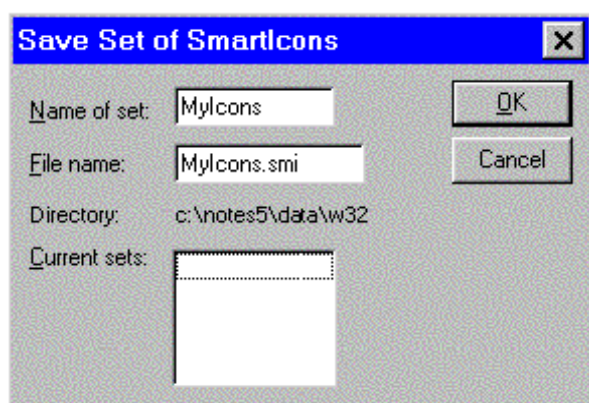 Save Set of SmartIcons
Name of set: MyIcons
OK
File name: MyIcons.smi
Cancel
Directory: c:\notes5\data\w32
Current sets: